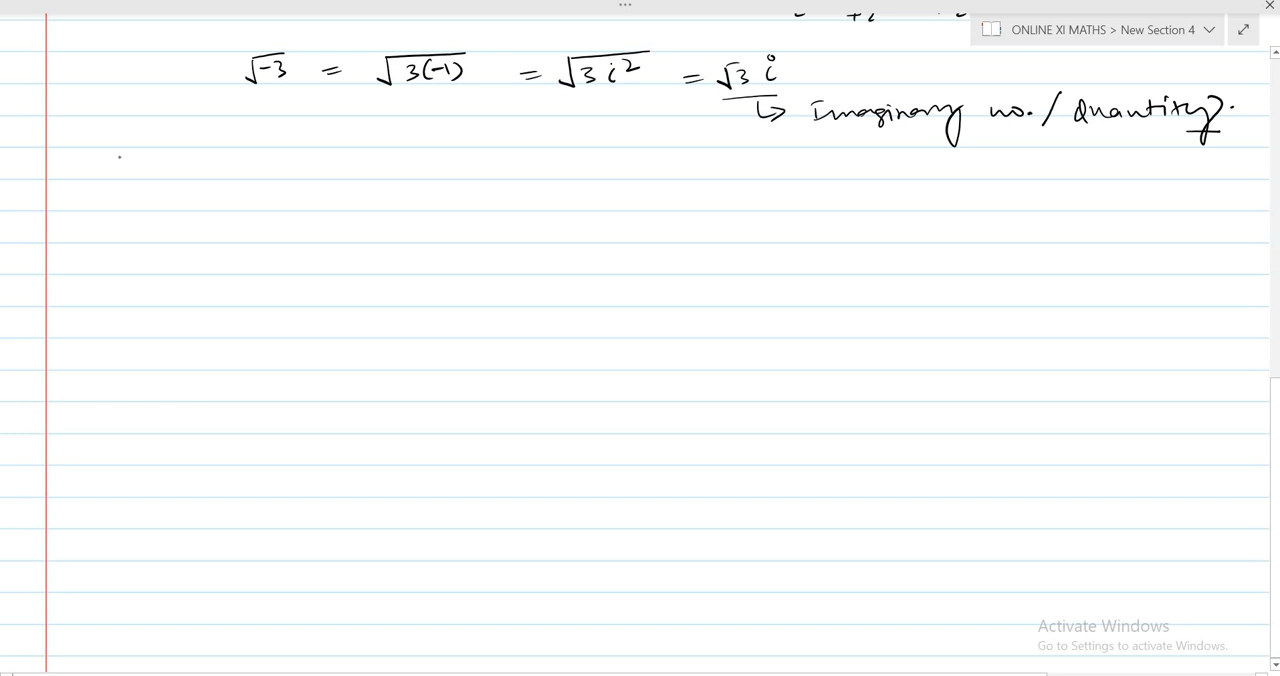 ONLINE XI MATHS > New Section 4
√-3 = √3(-1) = √3 i² = √3 i
↳ Imaginary no. / Quantity.
Activate Windows
Go to Settings to activate Windows.